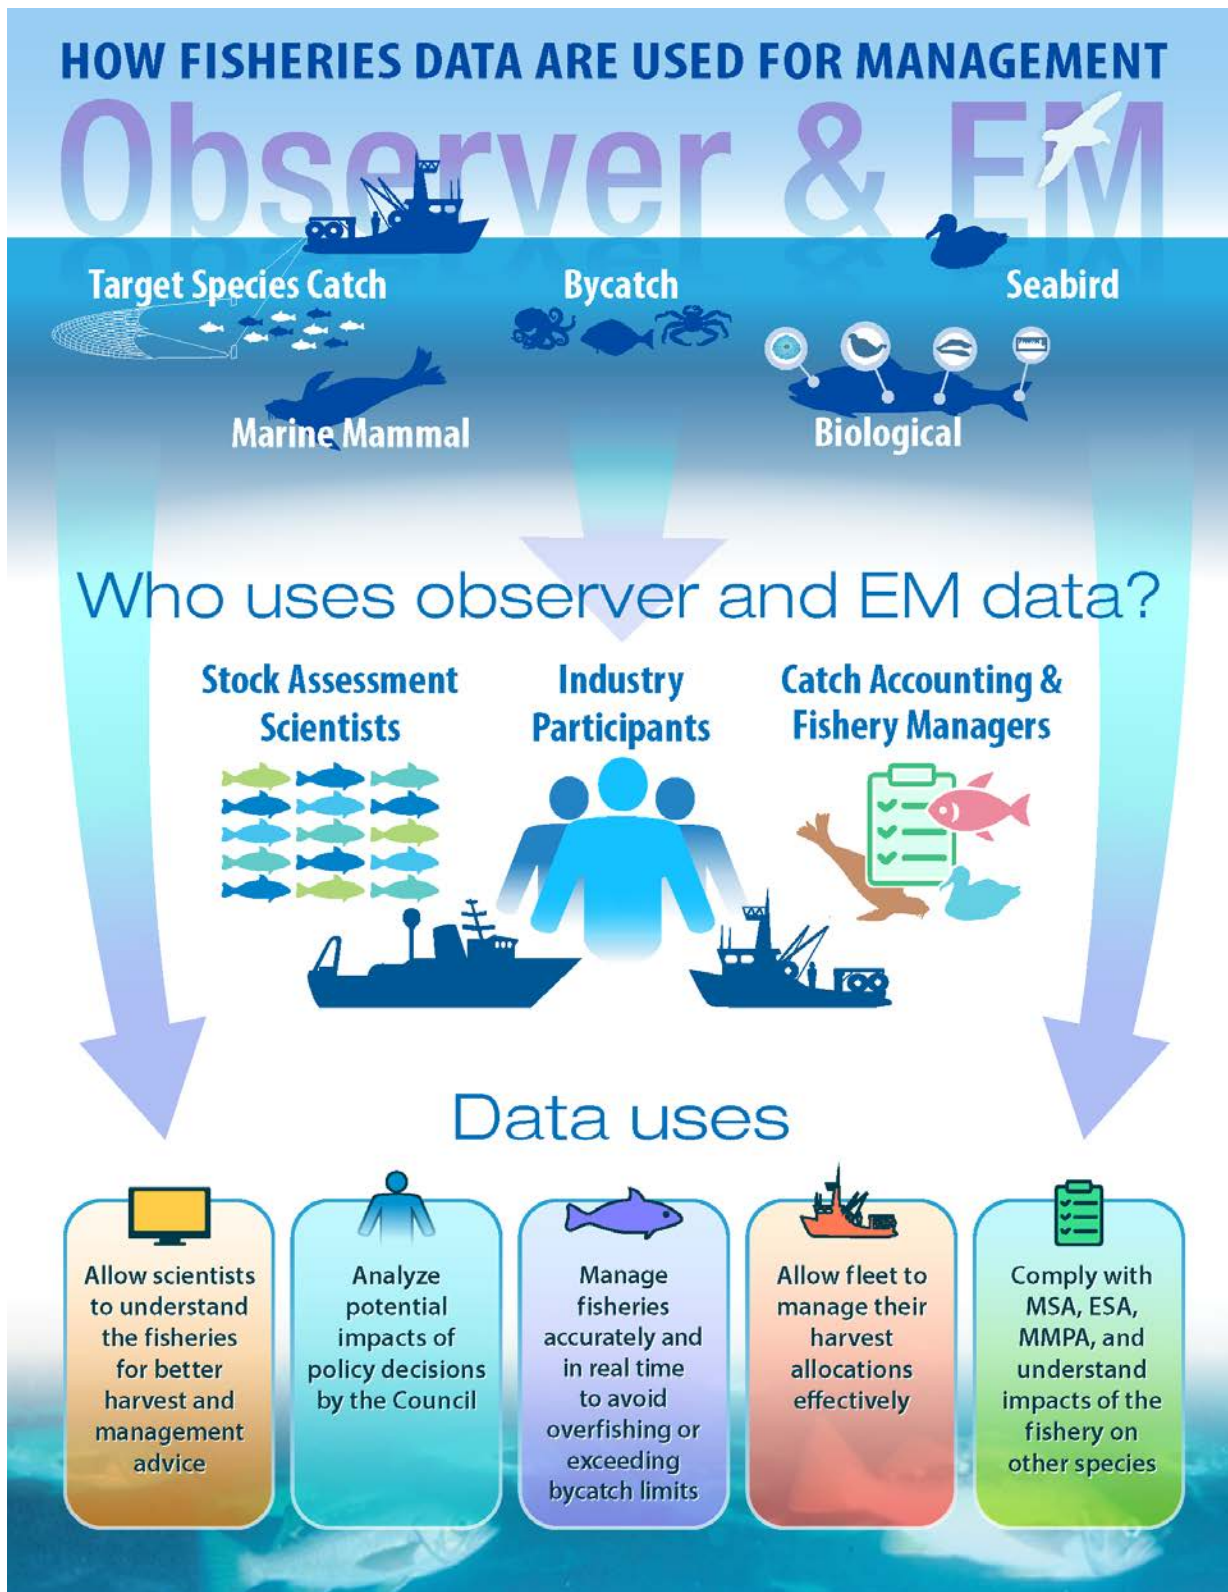 HOW FISHERIES DATA ARE USED FOR MANAGEMENT
Observer & EM
Target Species Catch
Bycatch
Seabird
Marine Mammal
Biological
Who uses observer and EM data?
Stock Assessment
Scientists
Industry
Participants
Catch Accounting &
Fishery Managers
Data uses
Allow scientists
to understand
the fisheries
for better
harvest and
management
advice
Analyze
potential
impacts of
policy decisions
by the Council
Manage
fisheries
accurately and
in real time
to avoid
overfishing or
exceeding
bycatch limits
Allow fleet to
manage their
harvest
allocations
effectively
Comply with
MSA, ESA,
MMPA, and
understand
impacts of the
fishery on
other species